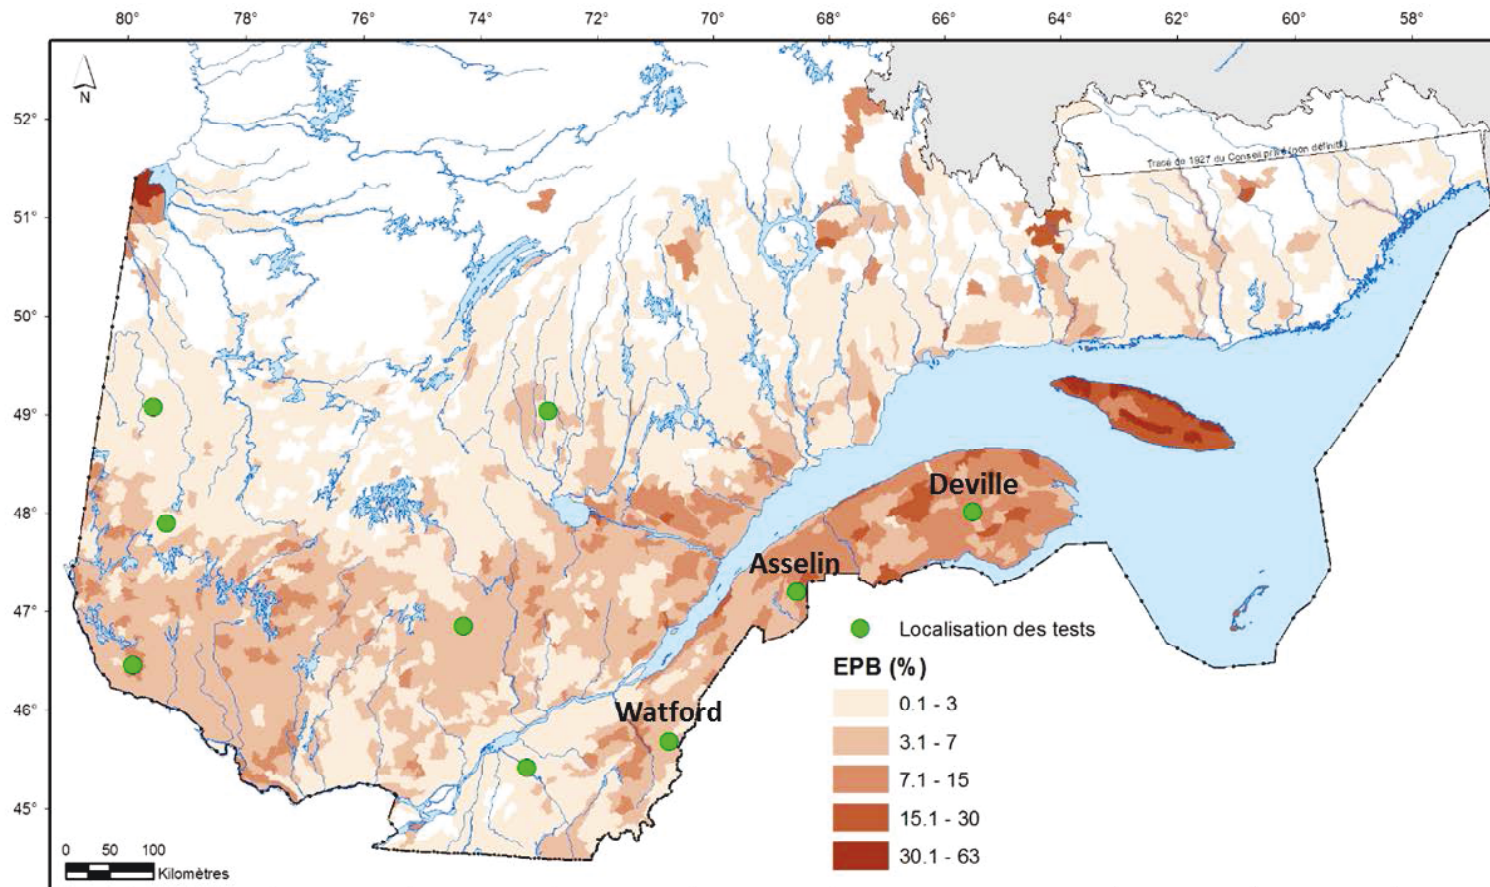 80° 78° 76° 74° 72° 70° 68° 66° 64° 62° 60° 58°
N
52°
Tracé de 1927 du Conseil privé (non définitif)
51°
50°
49°
48°
47°
46°
45°
Deville
Asselin
Watford
Localisation des tests
EPB (%)
0.1 - 3
3.1 - 7
7.1 - 15
15.1 - 30
30.1 - 63
0 50 100
Kilomètres